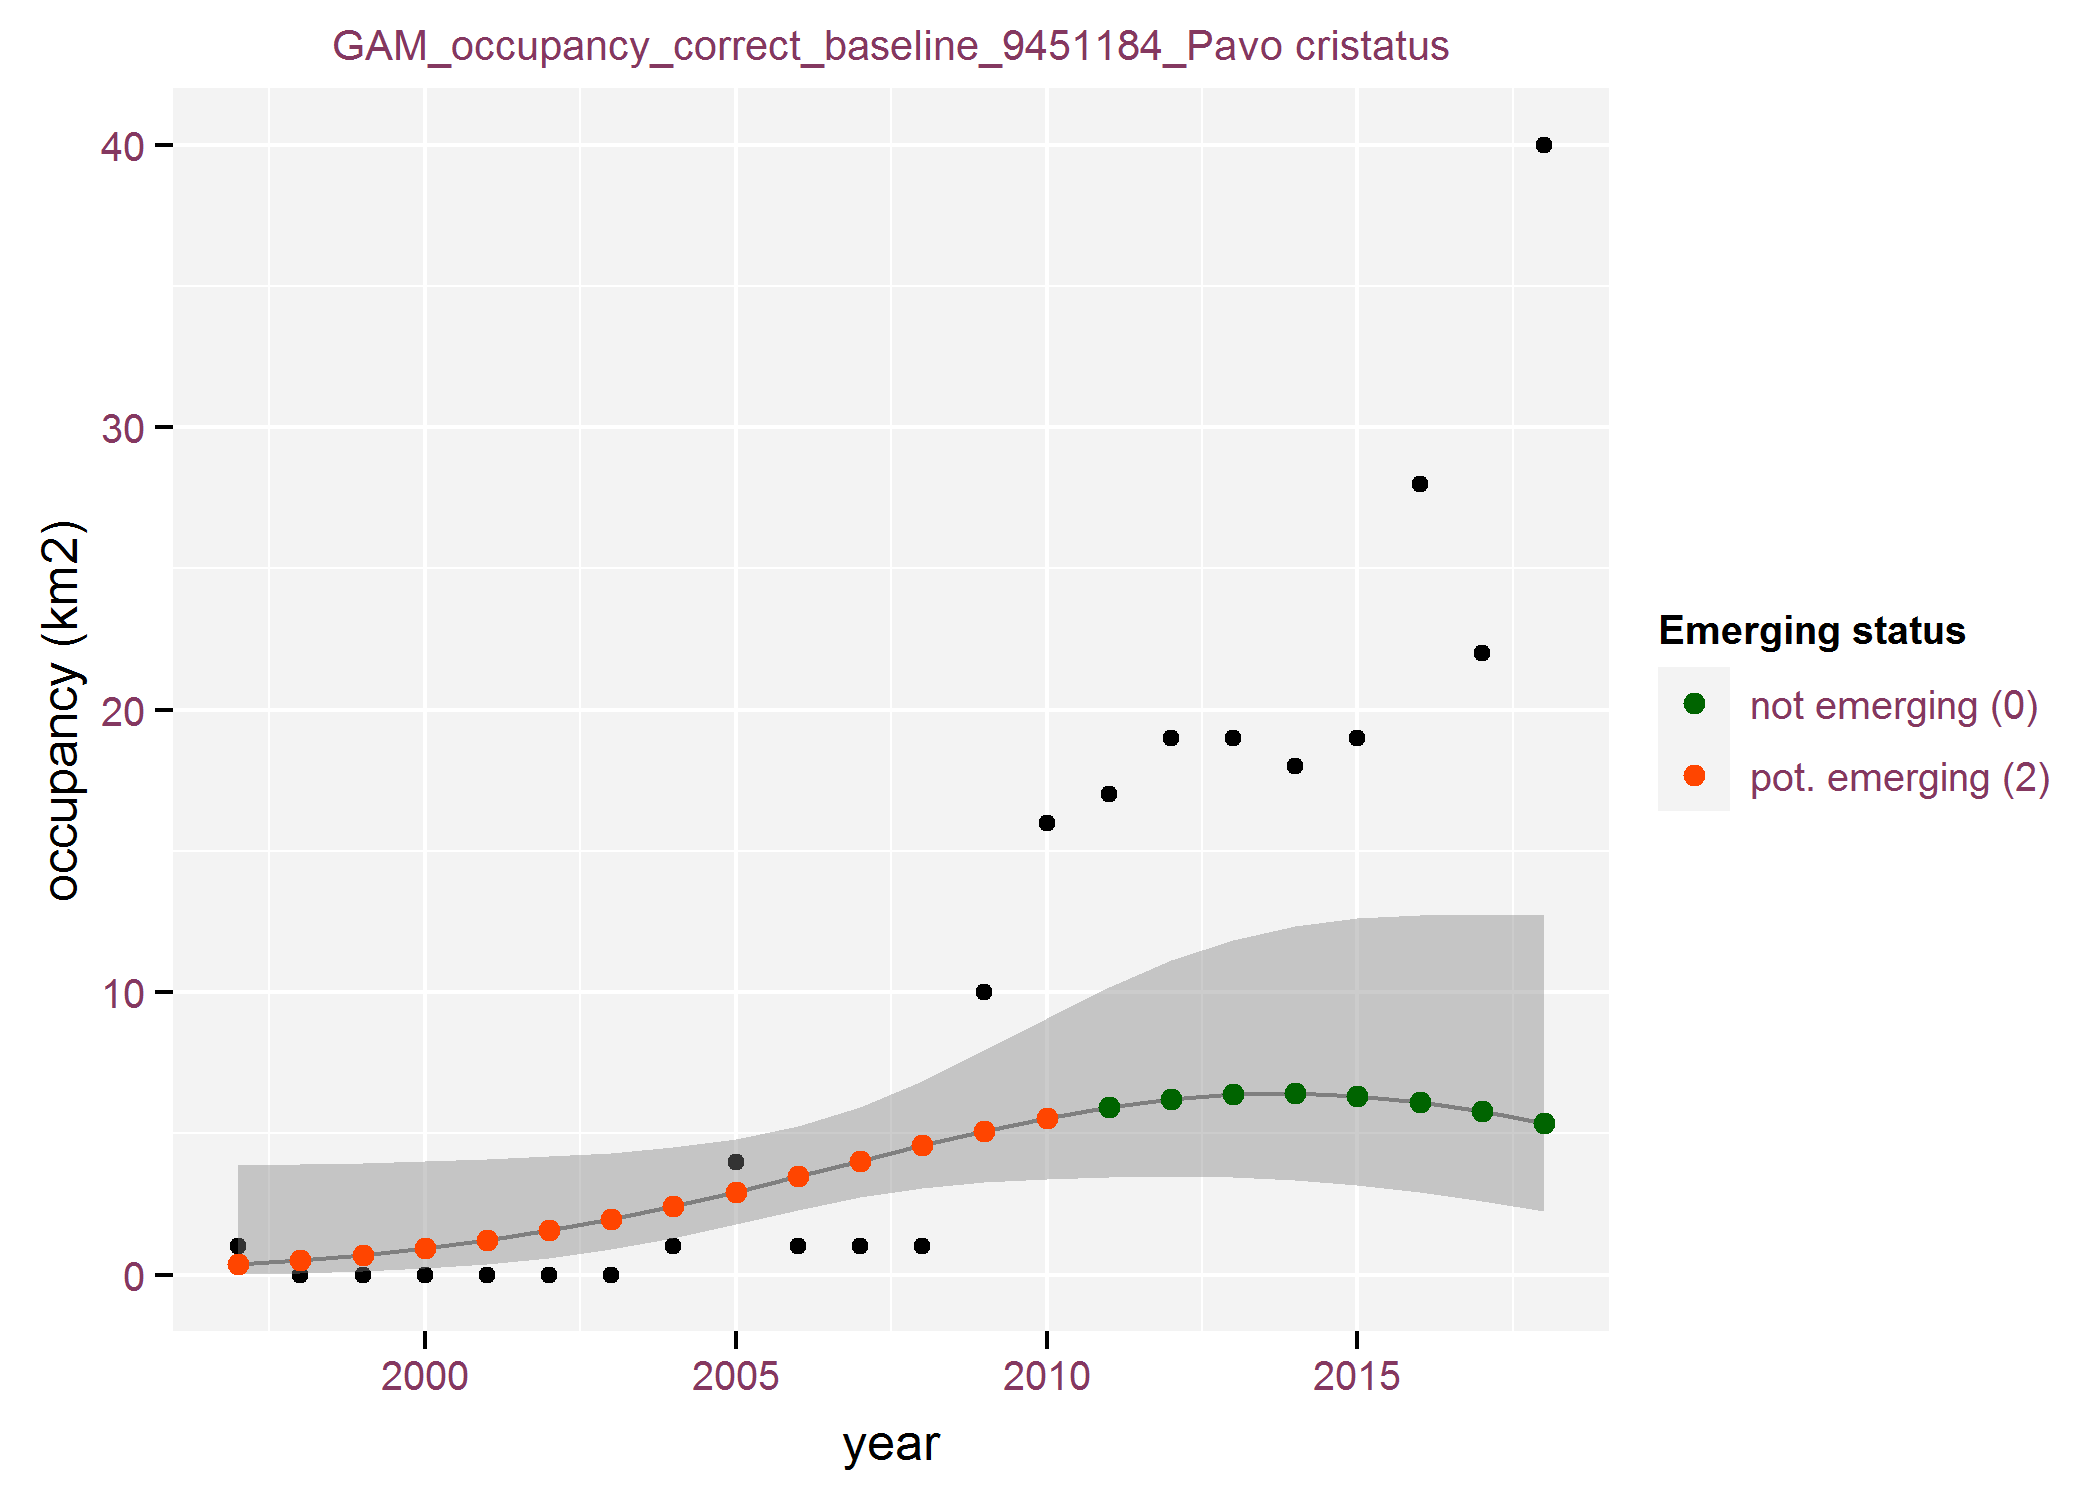 GAM_occupancy_correct_baseline_9451184_Pavo cristatus
occupancy (km2)
40
30
20
10
0
2000 2005 2010 2015
year
Emerging status
not emerging (0)
pot. emerging (2)